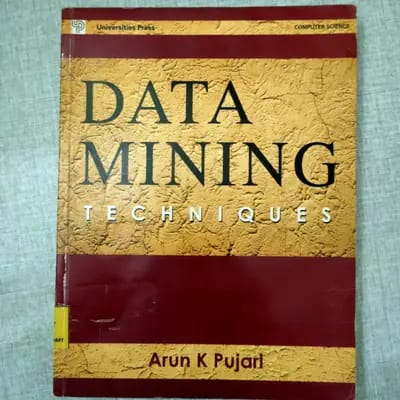 Universities Press
COMPUTER SCIENCE
DATA
MINING
TECHNIQUES
Arun K Pujari